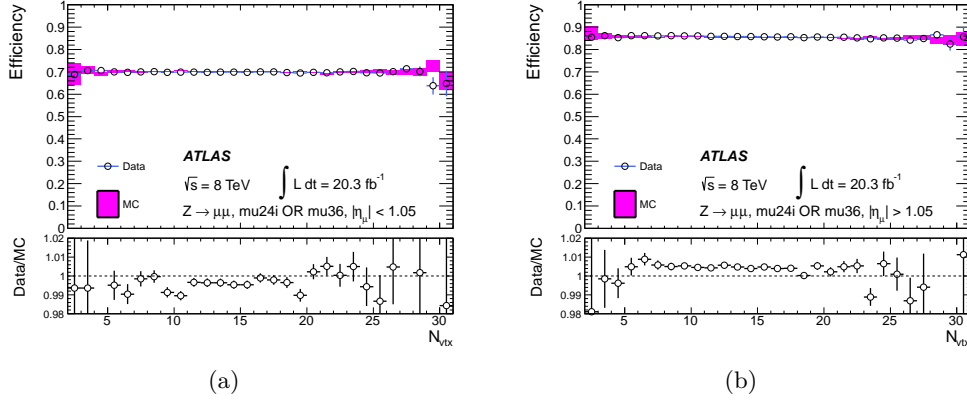 Efficiency
1
0.9
0.8
0.7
0.6
0.5
0.4
0.3
0.2
0.1
0
Data
MC
ATLAS
√s = 8 TeV ∫ L dt = 20.3 fb⁻¹
Z → μμ, mu24i OR mu36, |ημ| < 1.05
Data/MC
1.02
1.01
1
0.99
0.98
5 10 15 20 25 30
N_vtx
(a)
Efficiency
1
0.9
0.8
0.7
0.6
0.5
0.4
0.3
0.2
0.1
0
Data
MC
ATLAS
√s = 8 TeV ∫ L dt = 20.3 fb⁻¹
Z → μμ, mu24i OR mu36, |ημ| > 1.05
Data/MC
1.02
1.01
1
0.99
0.98
5 10 15 20 25 30
(b)